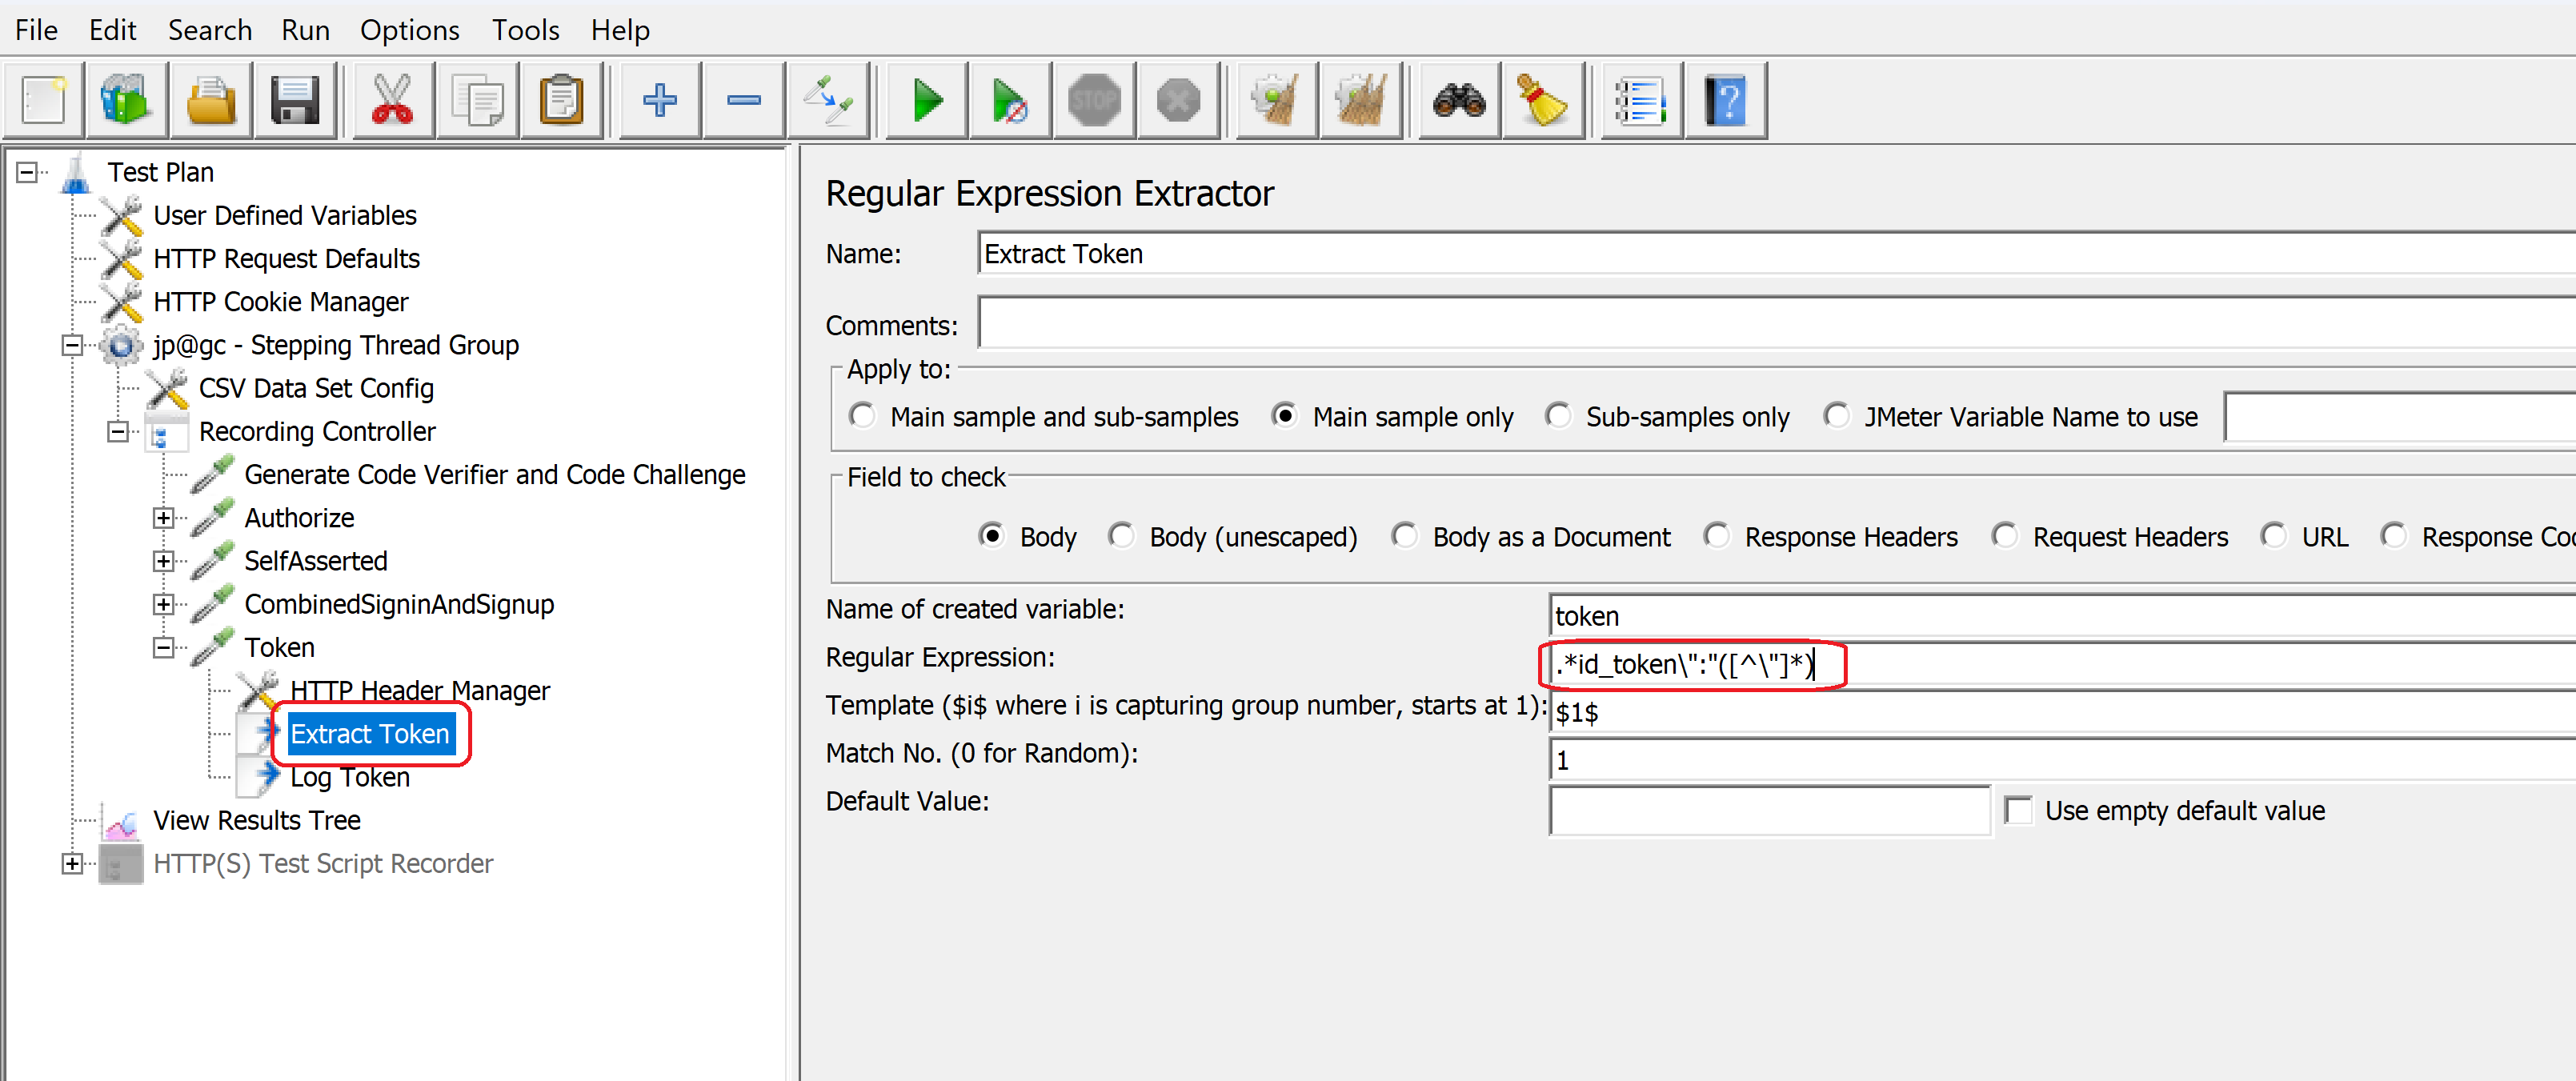 File Edit Search Run Options Tools Help
STOP
Test Plan
User Defined Variables
HTTP Request Defaults
HTTP Cookie Manager
jp@gc - Stepping Thread Group
CSV Data Set Config
Recording Controller
Generate Code Verifier and Code Challenge
Authorize
SelfAsserted
CombinedSigninAndSignup
Token
HTTP Header Manager
Extract Token
Log Token
View Results Tree
HTTP(S) Test Script Recorder
Regular Expression Extractor
Name: Extract Token
Comments:
Apply to:
Main sample and sub-samples Main sample only Sub-samples only JMeter Variable Name to use
Field to check
Body Body (unescaped) Body as a Document Response Headers Request Headers URL Response Co
Name of created variable: token
Regular Expression: .*id_token\":"([^\"]*)
Template ($i$ where i is capturing group number, starts at 1): $1$
Match No. (0 for Random): 1
Default Value: Use empty default value